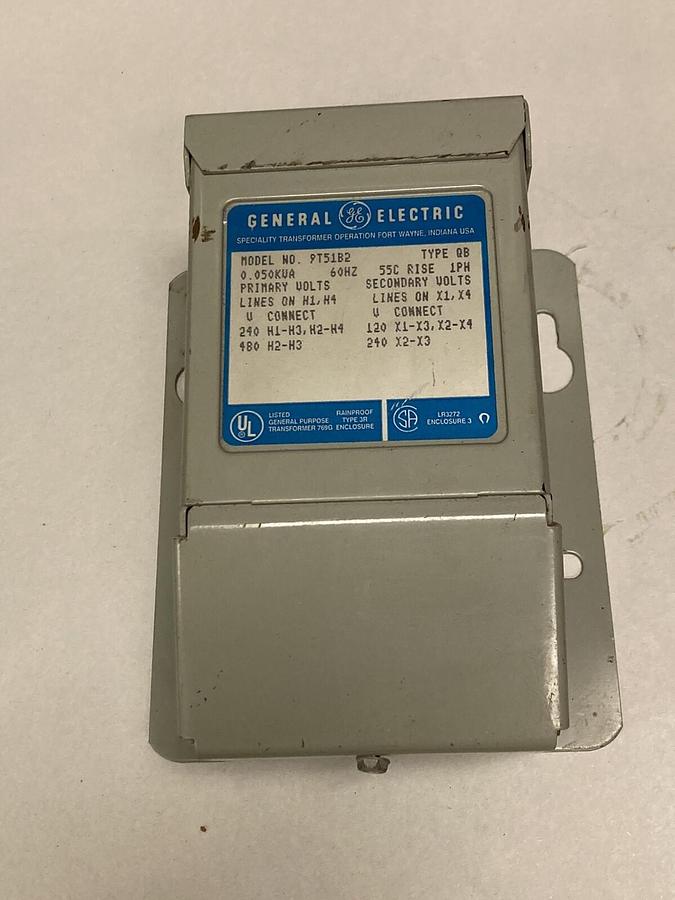 GENERAL GE ELECTRIC
SPECIALITY TRANSFORMER OPERATION FORT WAYNE, INDIANA USA
MODEL NO. 9T51B2 TYPE QB
0.050KVA 60HZ 55C RISE 1PH
PRIMARY VOLTS SECONDARY VOLTS
LINES ON H1,H4 LINES ON X1,X4
V CONNECT V CONNECT
240 H1-H3,H2-H4 120 X1-X3,X2-X4
480 H2-H3 240 X2-X3
UL
LISTED
GENERAL PURPOSE
TRANSFORMER 769G
RAINPROOF
TYPE 3R
ENCLOSURE
SA
LR3272
ENCLOSURE 3